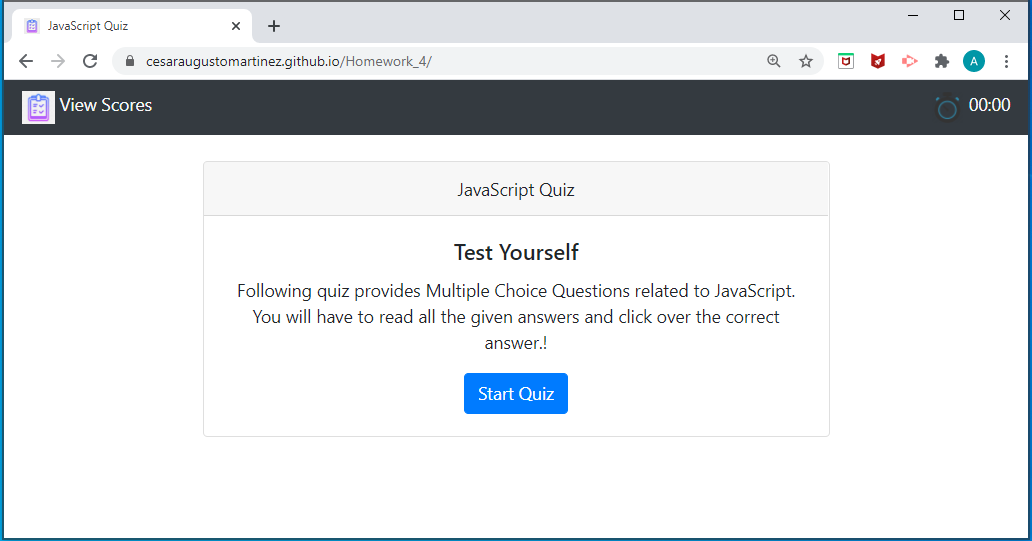 JavaScript Quiz
cesaraugustomartinez.github.io/Homework_4/
A
View Scores
00:00
JavaScript Quiz
Test Yourself
Following quiz provides Multiple Choice Questions related to JavaScript.
You will have to read all the given answers and click over the correct
answer.!
Start Quiz